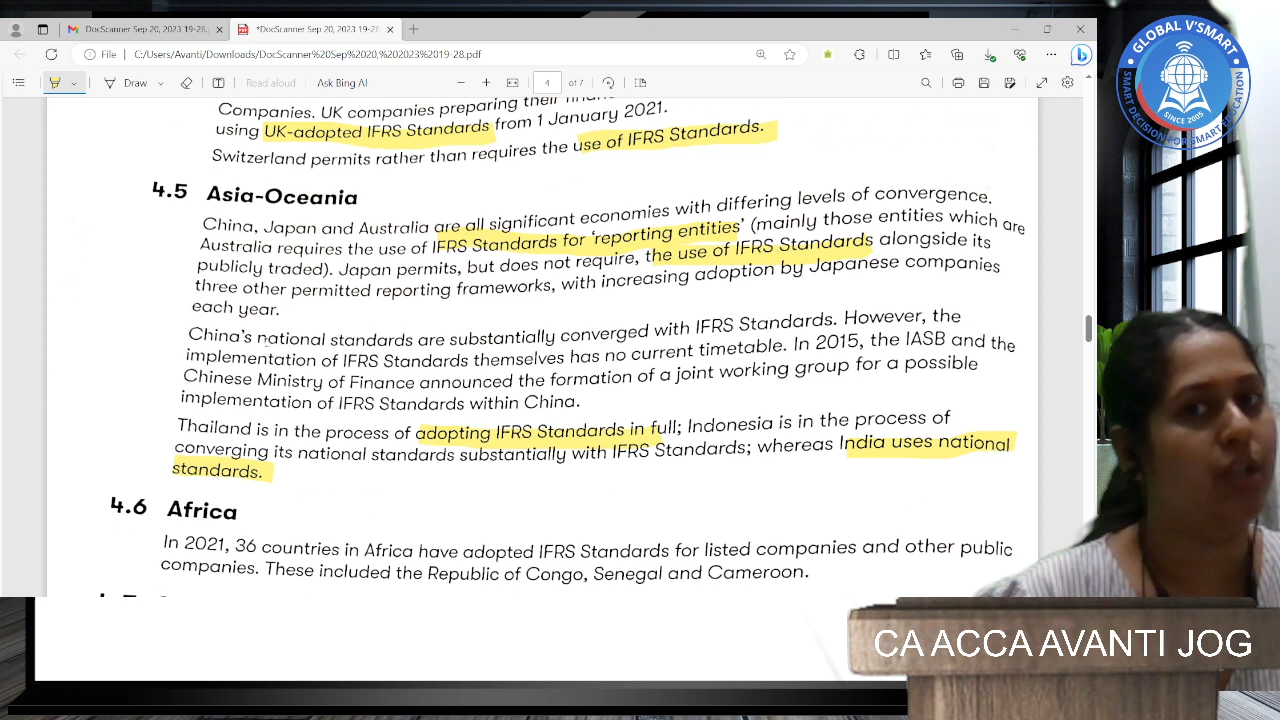 DocScanner Sep 20, 2023 19-28.
*DocScanner Sep 20, 2023 19-28.
File
C:/Users/Avanti/Downloads/DocScanner%20Sep%2020,%202023%2019-28.pdf
Draw
Read aloud
Ask Bing AI
4
of 7
Companies. UK companies preparing their
using UK-adopted IFRS Standards from 1 January 2021.
Switzerland permits rather than requires the use of IFRS Standards.
4.5 Asia-Oceania
China, Japan and Australia are all significant economies with differing levels of convergence.
Australia requires the use of IFRS Standards for 'reporting entities' (mainly those entities which are
publicly traded). Japan permits, but does not require, the use of IFRS Standards alongside its
three other permitted reporting frameworks, with increasing adoption by Japanese companies
each year.
China's national standards are substantially converged with IFRS Standards. However, the
implementation of IFRS Standards themselves has no current timetable. In 2015, the IASB and the
Chinese Ministry of Finance announced the formation of a joint working group for a possible
implementation of IFRS Standards within China.
Thailand is in the process of adopting IFRS Standards in full; Indonesia is in the process of
converging its national standards substantially with IFRS Standards; whereas India uses national
standards.
4.6 Africa
In 2021, 36 countries in Africa have adopted IFRS Standards for listed companies and other public
companies. These included the Republic of Congo, Senegal and Cameroon.
GLOBAL V'SMART
SMART DECISION FOR SMART EDUCATION
SINCE 2005
CA ACCA AVANTI JOG